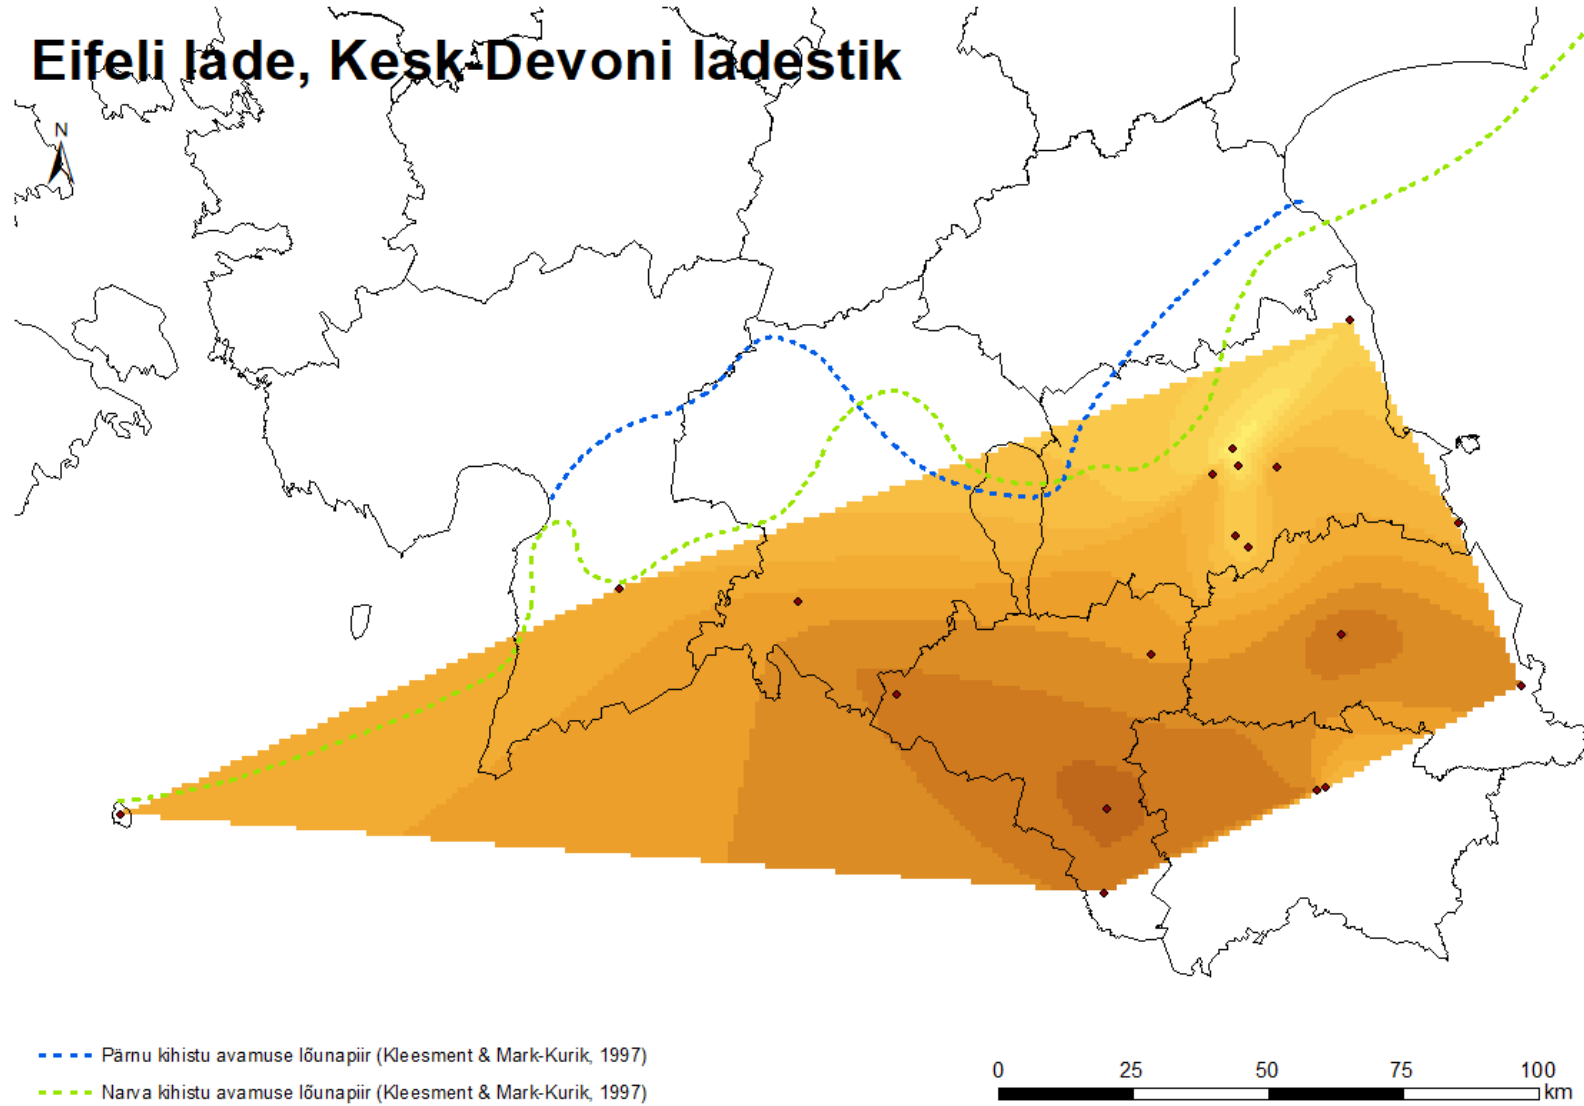 Eifeli lade, Kesk-Devoni ladestik
N
Pärnu kihistu avamuse lõunapiir (Kleesment & Mark-Kurik, 1997)
Narva kihistu avamuse lõunapiir (Kleesment & Mark-Kurik, 1997)
0 25 50 75 100
km